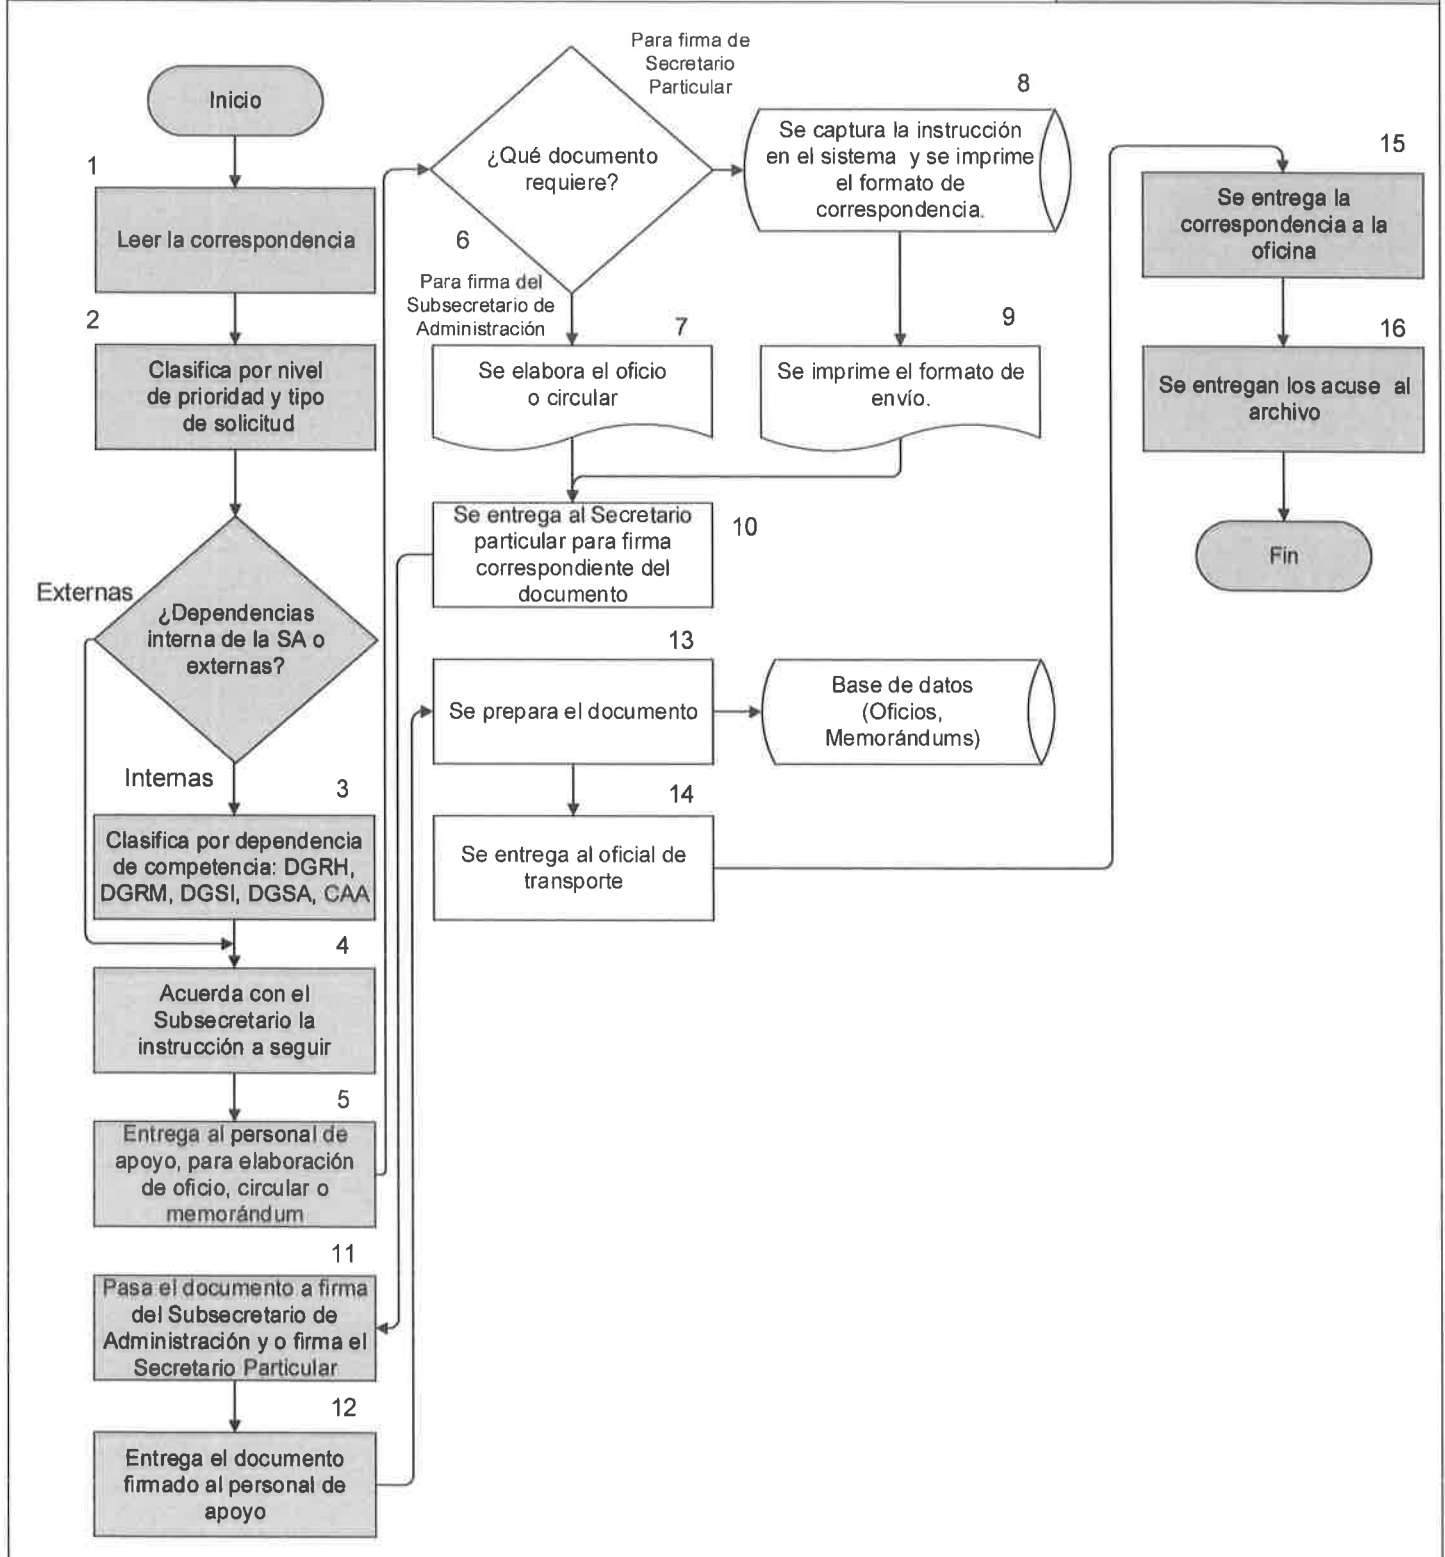 Inicio
1
Leer la correspondencia
2
Clasifica por nivel
de prioridad y tipo
de solicitud
Externas
¿Dependencias
interna de la SA o
externas?
Internas
3
Clasifica por dependencia
de competencia: DGRH,
DGRM, DGSI, DGSA, CAA
4
Acuerda con el
Subsecretario la
instrucción a seguir
5
Entrega al personal de
apoyo, para elaboración
de oficio, circular o
memorándum
11
Pasa el documento a firma
del Subsecretario de
Administración y o firma el
Secretario Particular
12
Entrega el documento
firmado al personal de
apoyo
Para firma de
Secretario
Particular
¿Qué documento
requiere?
6
Para firma del
Subsecretario de
Administración
7
Se elabora el oficio
o circular
8
Se captura la instrucción
en el sistema y se imprime
el formato de
correspondencia.
9
Se imprime el formato de
envío.
Se entrega al Secretario
particular para firma
correspondiente del
documento
10
13
Se prepara el documento
Base de datos
(Oficios,
Memorándums)
14
Se entrega al oficial de
transporte
15
Se entrega la
correspondencia a la
oficina
16
Se entregan los acuse al
archivo
Fin